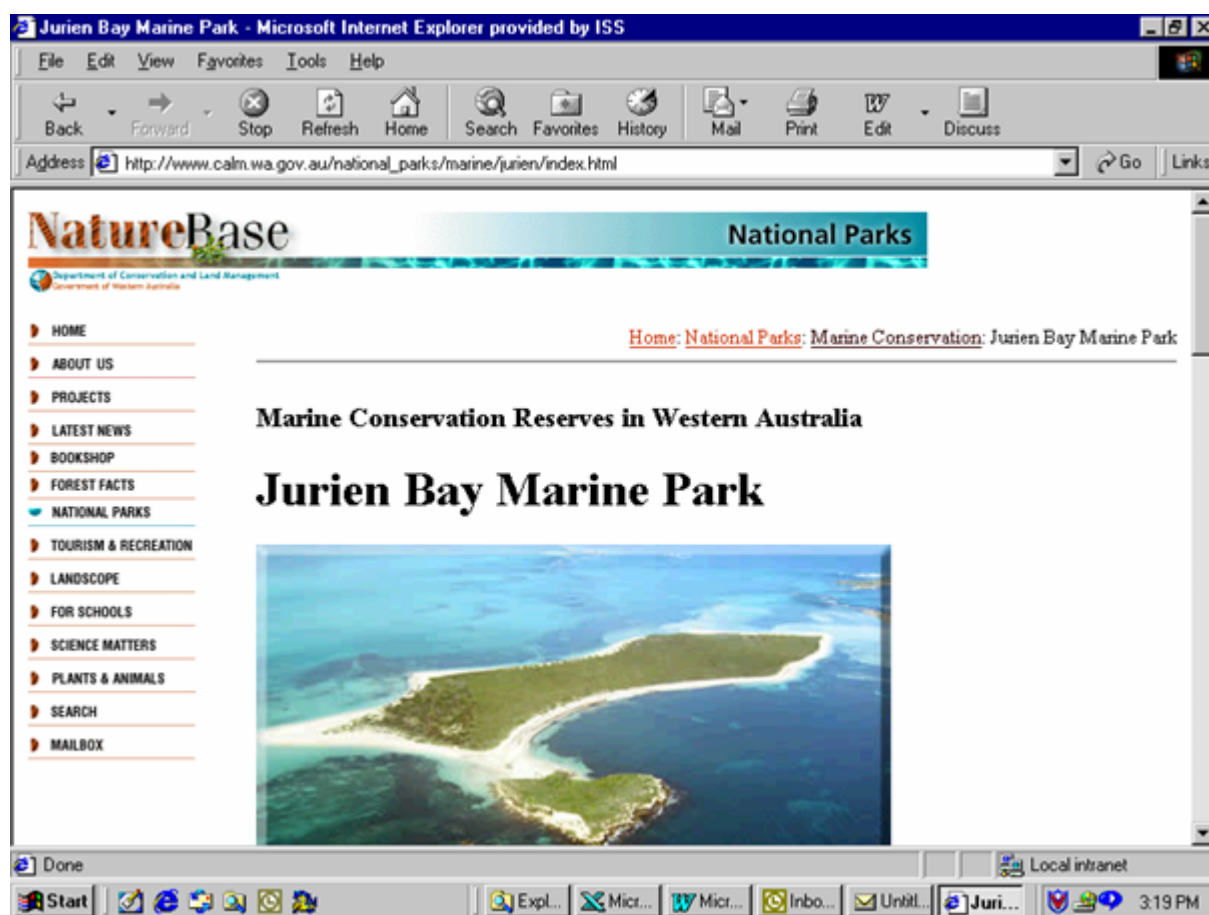 Jurien Bay Marine Park - Microsoft Internet Explorer provided by ISS
File Edit View Favorites Tools Help
Back Forward Stop Refresh Home Search Favorites History Mail Print Edit Discuss
Address http://www.calm.wa.gov.au/national_parks/marine/jurien/index.html Go Links
NatureBase
National Parks
Department of Conservation and Land Management
Government of Western Australia
Home: National Parks: Marine Conservation: Jurien Bay Marine Park
HOME
ABOUT US
PROJECTS
LATEST NEWS
BOOKSHOP
FOREST FACTS
NATIONAL PARKS
TOURISM & RECREATION
LANDSCOPE
FOR SCHOOLS
SCIENCE MATTERS
PLANTS & ANIMALS
SEARCH
MAILBOX
Marine Conservation Reserves in Western Australia
Jurien Bay Marine Park
Done Local intranet
Start Expl... Micr... Micr... Inbo... Untitl... Juri... 3:19 PM